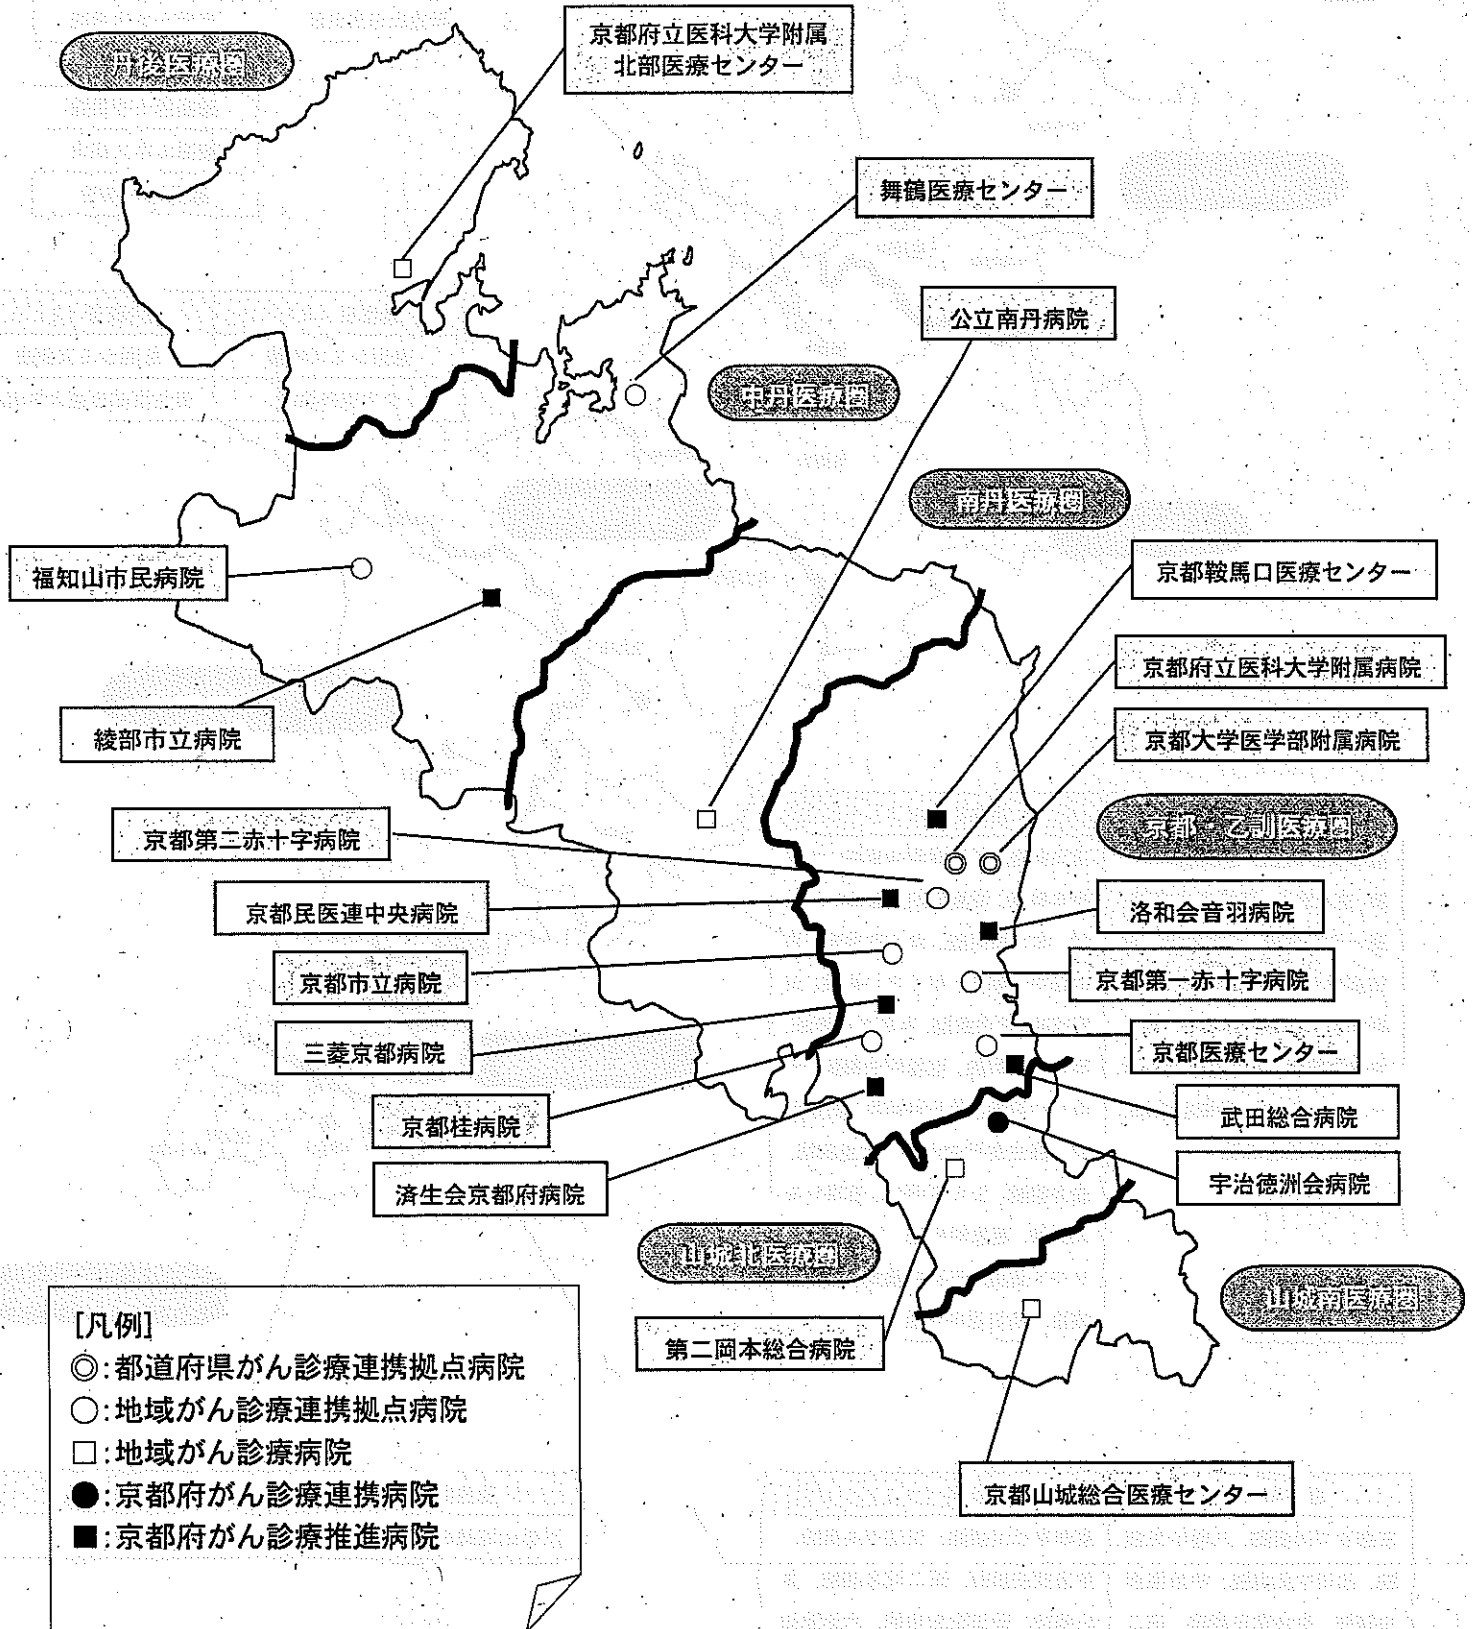 丹後医療圏
京都府立医科大学附属
北部医療センター
舞鶴医療センター
公立南丹病院
中丹医療圏
南丹医療圏
福知山市民病院
京都鞍馬口医療センター
京都府立医科大学附属病院
綾部市立病院
京都大学医学部附属病院
京都第二赤十字病院
京都・乙訓医療圏
京都民医連中央病院
洛和会音羽病院
京都市立病院
京都第一赤十字病院
三菱京都病院
京都医療センター
京都桂病院
武田総合病院
済生会京都府病院
宇治徳洲会病院
山城北医療圏
山城南医療圏
第二岡本総合病院
京都山城総合医療センター
[凡例]
◎:都道府県がん診療連携拠点病院
○:地域がん診療連携拠点病院
□:地域がん診療病院
●:京都府がん診療連携病院
■:京都府がん診療推進病院